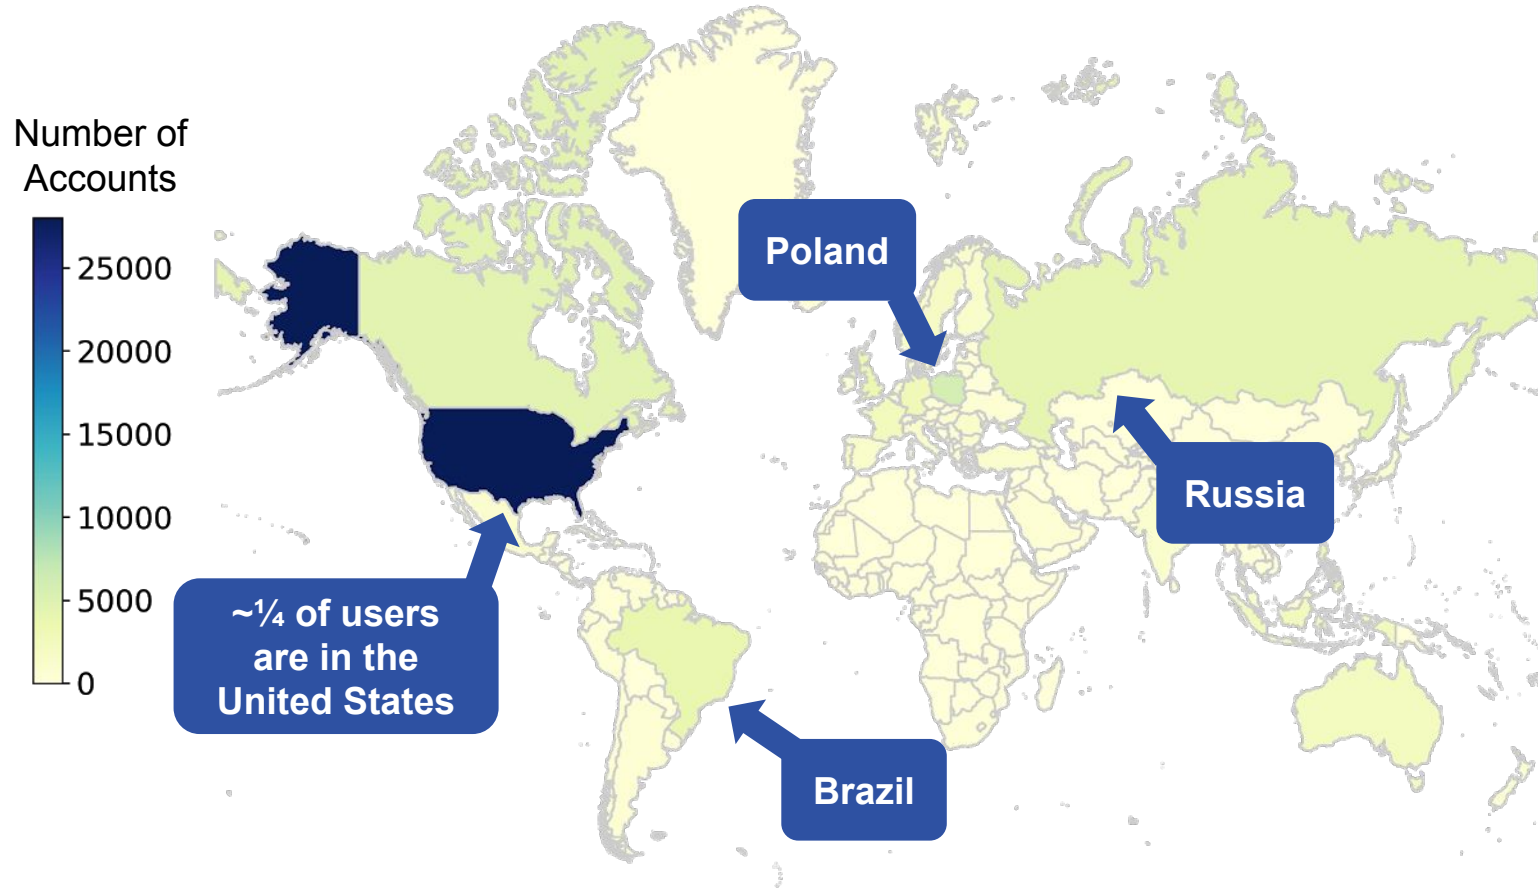 Number of
Accounts
25000
20000
15000
10000
5000
0
Poland
Russia
~¼ of users
are in the
United States
Brazil